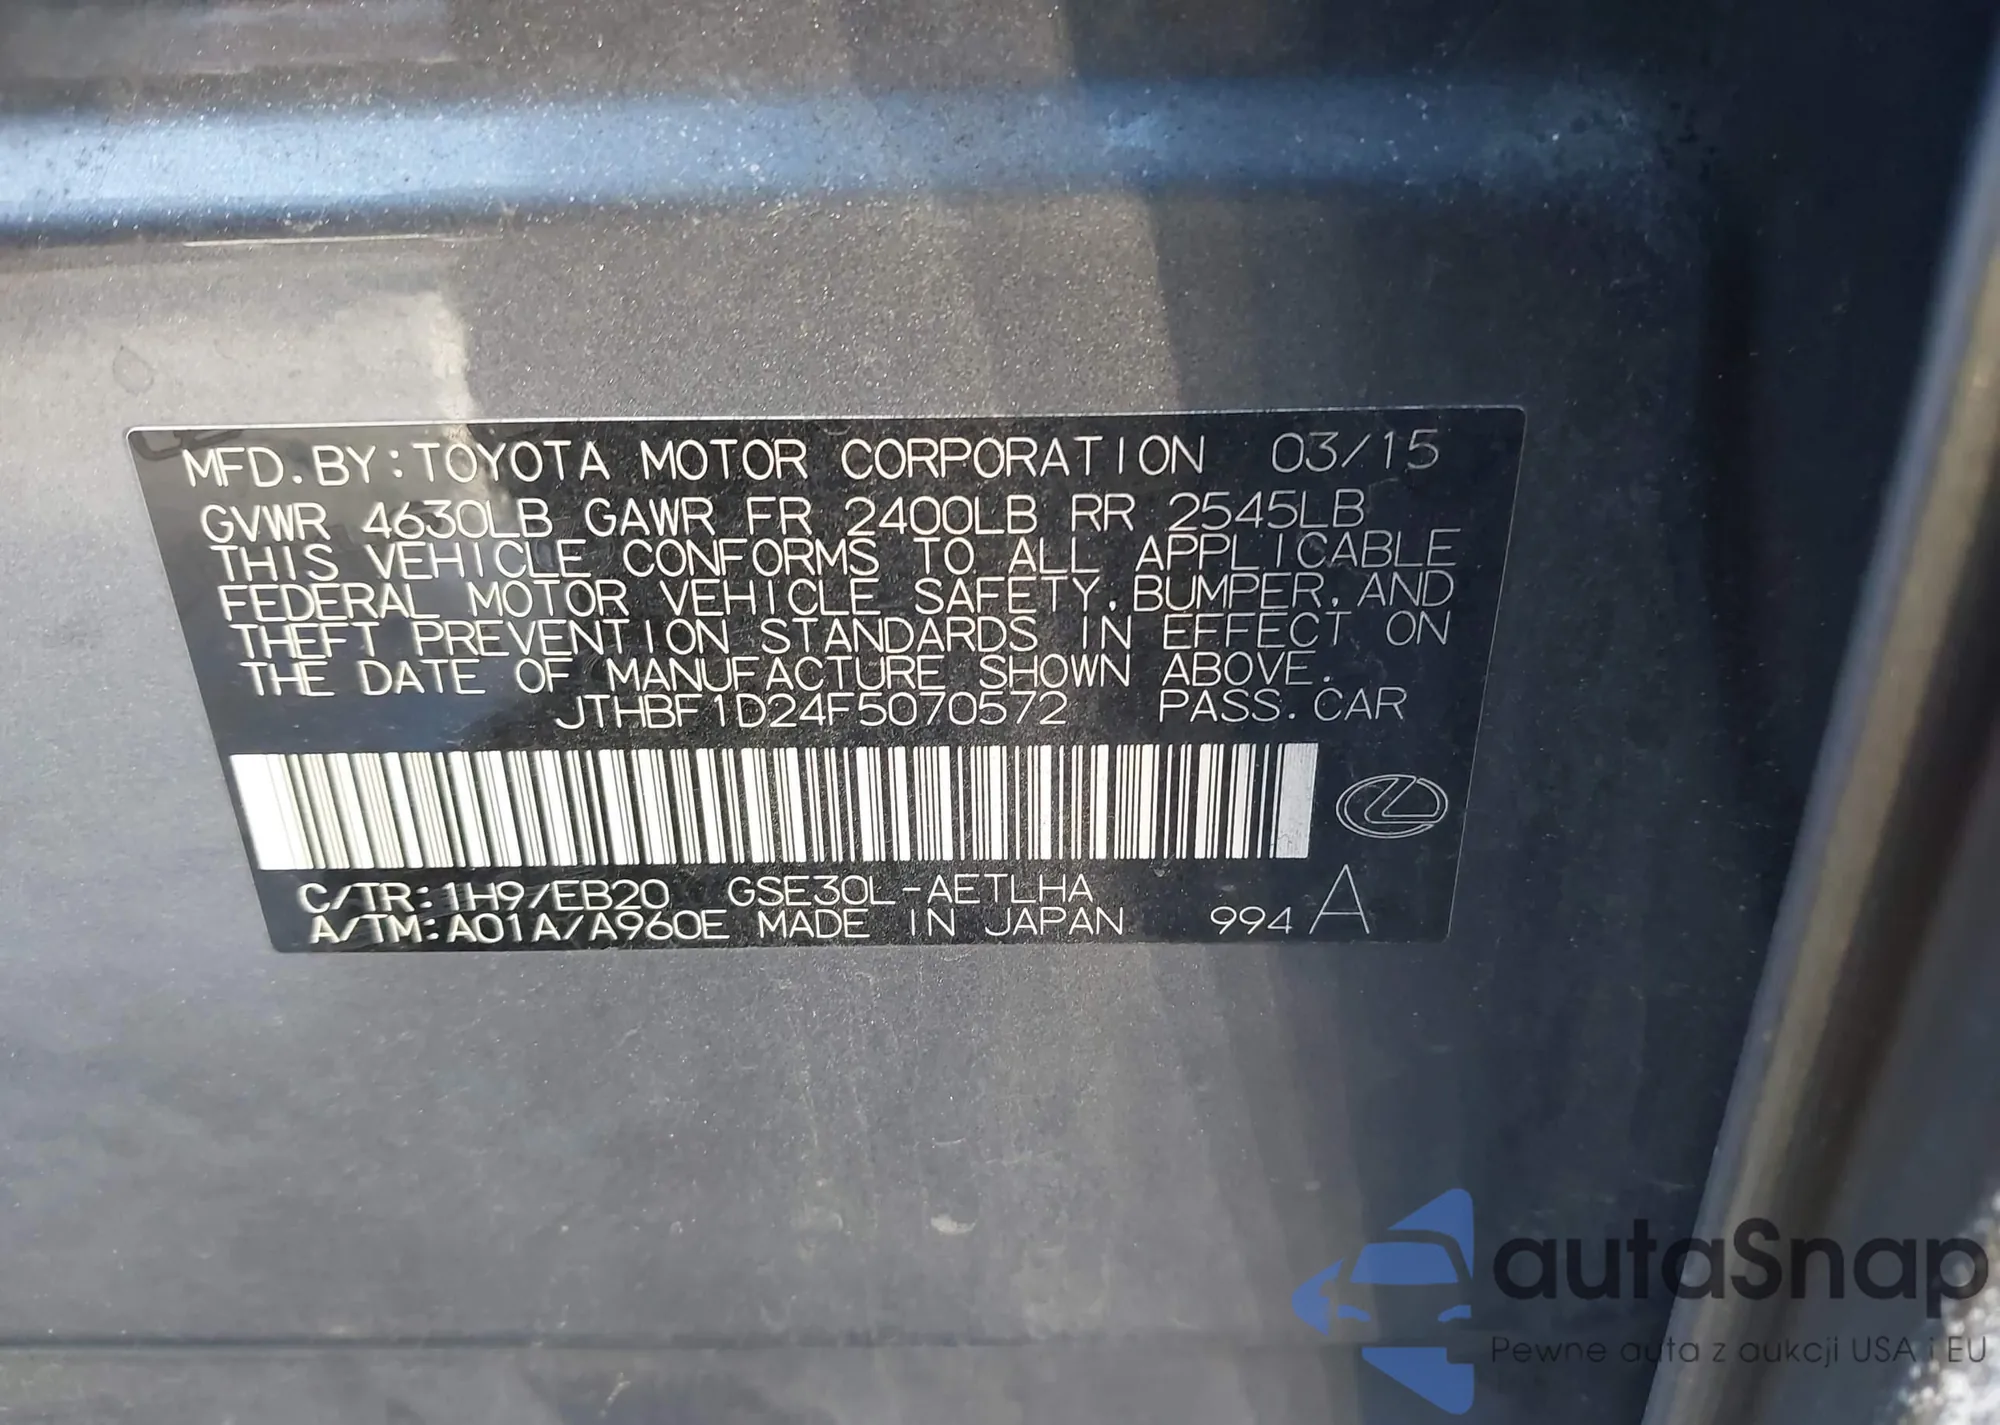 MFD.BY:TOYOTA MOTOR CORPORATION 03/15
GVWR 4630LB GAWR FR 2400LB RR 2545LB
THIS VEHICLE CONFORMS TO ALL APPLICABLE
FEDERAL MOTOR VEHICLE SAFETY, BUMPER, AND
THEFT PREVENTION STANDARDS IN EFFECT ON
THE DATE OF MANUFACTURE SHOWN ABOVE.
JTHBF1D24F5070572 PASS.CAR
C/TR:1H9/EB20 GSE30L-AETLHA
A/TM:A01A/A960E MADE IN JAPAN 994 A
autaSnap
Pewne auta z aukcji USA i EU